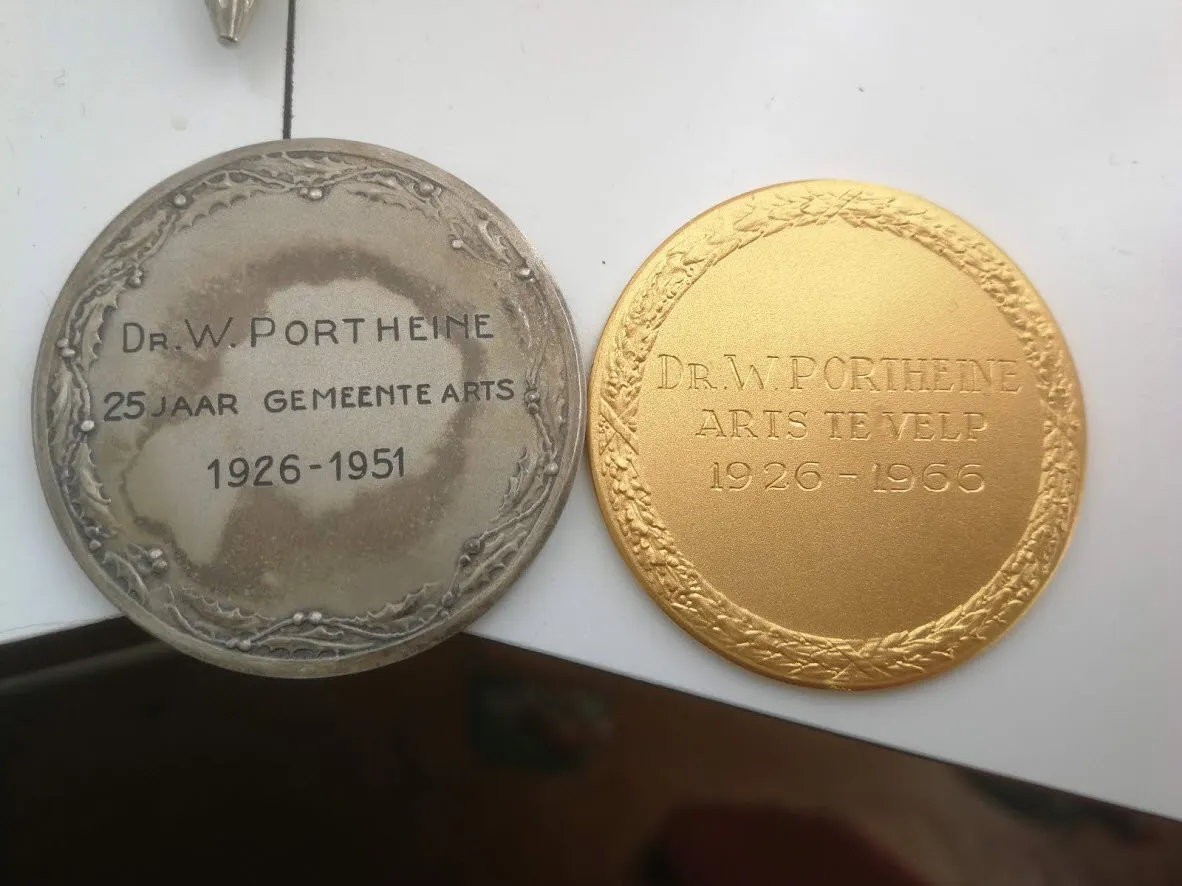 DR. W. PORTHEINE
25 JAAR GEMEENTE ARTS
1926-1951
DR. W. PORTHEINE
ARTS TE VELP
1926-1966